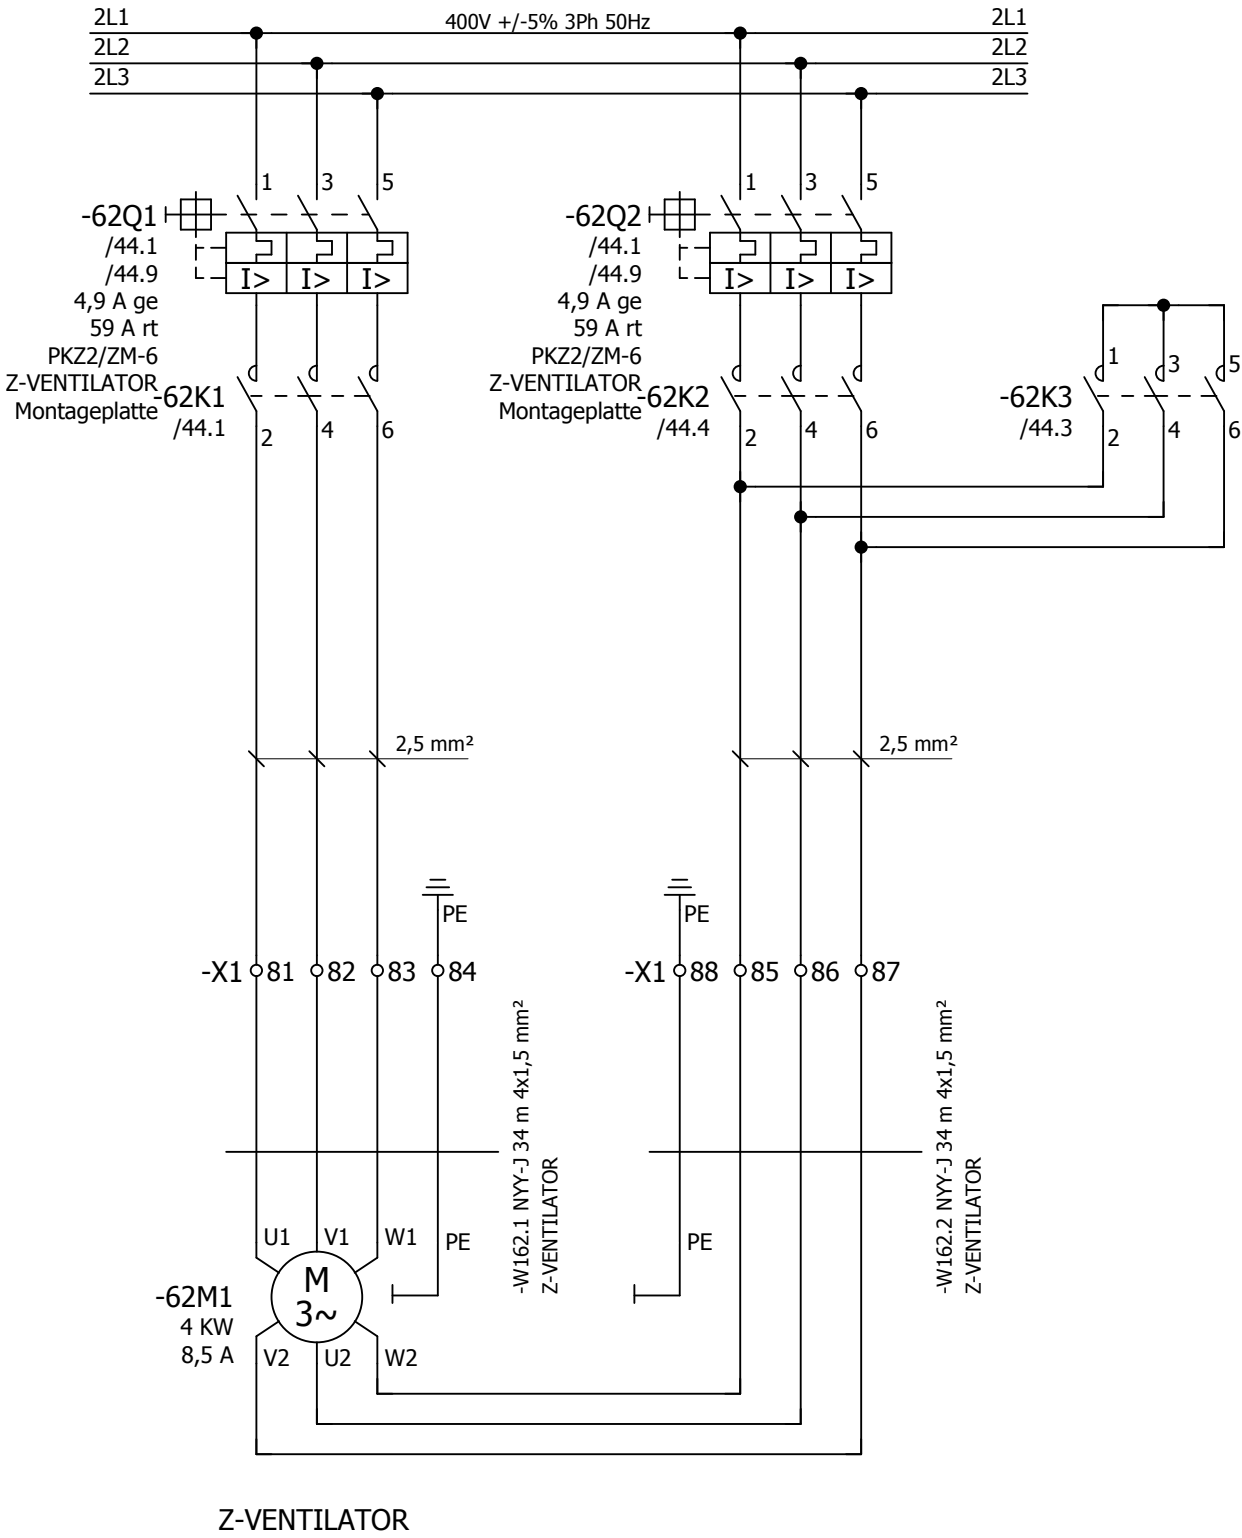 2L1 400V +/-5% 3Ph 50Hz 2L1
2L2 2L2
2L3 2L3
1 3 5
-62Q1
/44.1
/44.9
4,9 A ge
59 A rt
PKZ2/ZM-6
Z-VENTILATOR
Montageplatte
I> I> I>
-62K1
/44.1
2 4 6
1 3 5
-62Q2
/44.1
/44.9
4,9 A ge
59 A rt
PKZ2/ZM-6
Z-VENTILATOR
Montageplatte
I> I> I>
-62K2
/44.4
2 4 6
1 3 5
-62K3
/44.3
2 4 6
2,5 mm²
2,5 mm²
PE
PE
-X1 81 82 83 84
-X1 88 85 86 87
-W162.1 NYY-J 34 m 4x1,5 mm²
Z-VENTILATOR
-W162.2 NYY-J 34 m 4x1,5 mm²
Z-VENTILATOR
U1 V1 W1 PE
PE
M
3~
-62M1
4 KW
8,5 A
V2 U2 W2
Z-VENTILATOR